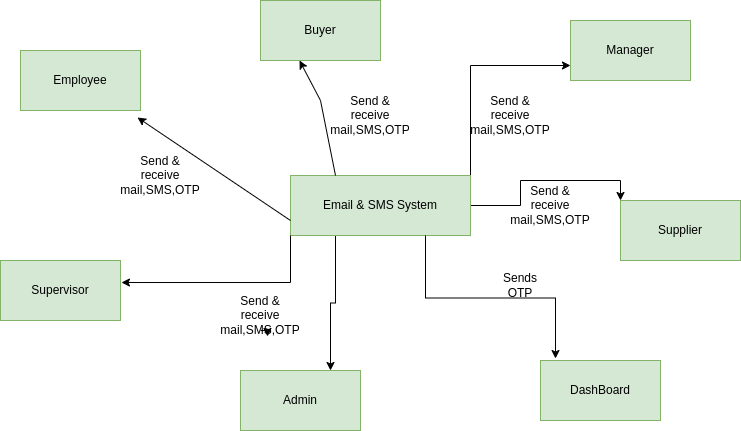 Buyer
Manager
Employee
Send &
receive
mail,SMS,OTP
Send &
receive
mail,SMS,OTP
Send &
receive
mail,SMS,OTP
Email & SMS System
Send &
receive
mail,SMS,OTP
Supplier
Supervisor
Sends
OTP
Send &
receive
mail,SMS,OTP
Admin
DashBoard